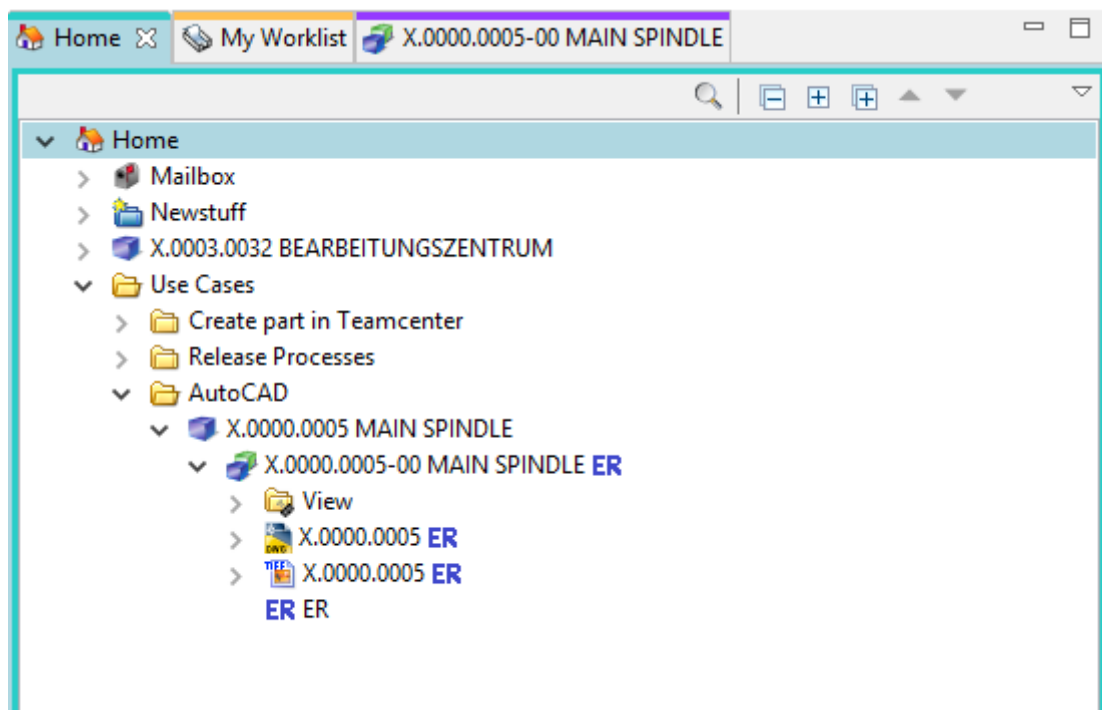 Home My Worklist X.0000.0005-00 MAIN SPINDLE
Home
Mailbox
Newstuff
X.0003.0032 BEARBEITUNGSZENTRUM
Use Cases
Create part in Teamcenter
Release Processes
AutoCAD
X.0000.0005 MAIN SPINDLE
X.0000.0005-00 MAIN SPINDLE ER
View
DWG X.0000.0005 ER
TIFF X.0000.0005 ER
ER ER